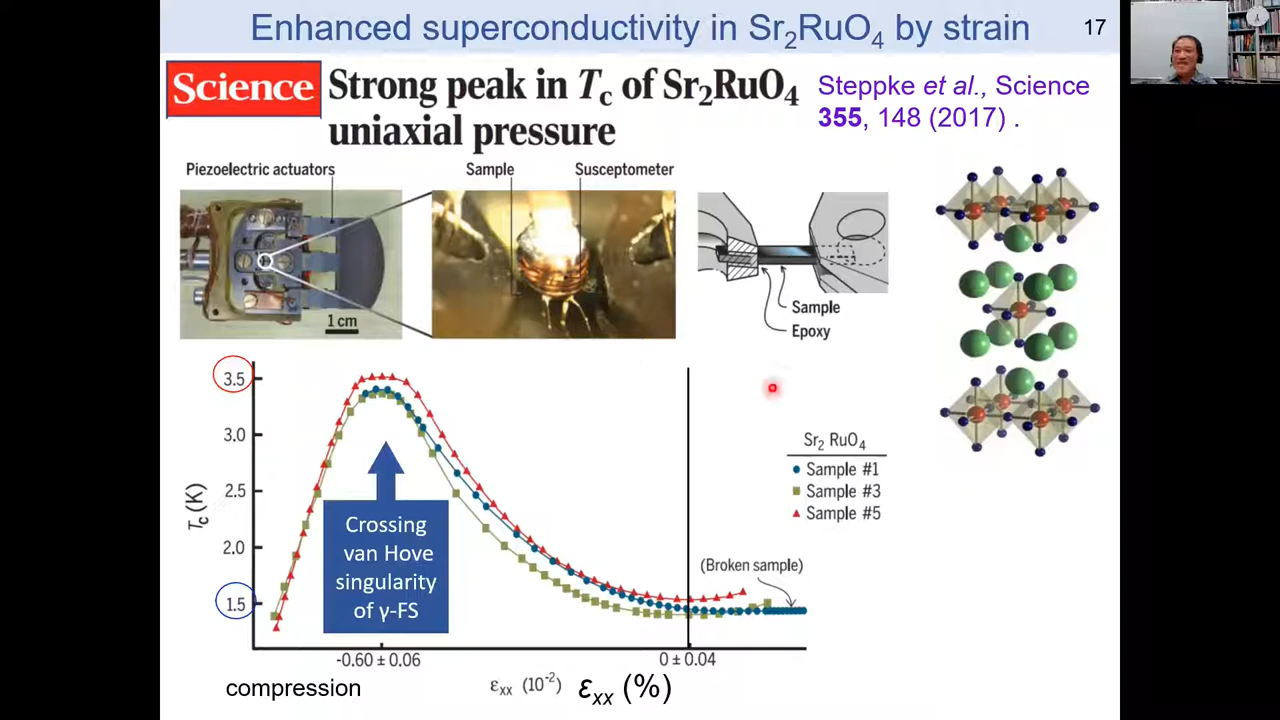 Enhanced superconductivity in Sr₂RuO₄ by strain
17
Science
Strong peak in Tc of Sr₂RuO₄
uniaxial pressure
Steppke et al., Science
355, 148 (2017) .
Piezoelectric actuators
Sample
Susceptometer
1 cm
Sample
Epoxy
3.5
3.0
2.5
2.0
1.5
Tc (K)
Crossing
van Hove
singularity
of γ-FS
Sr₂ RuO₄
Sample #1
Sample #3
Sample #5
(Broken sample)
-0.60 ± 0.06
0 ± 0.04
compression
εxx (10⁻²)
εxx (%)